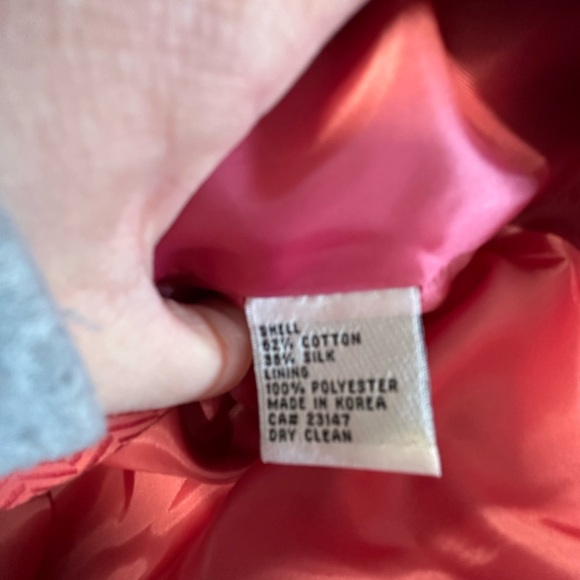 SHELL
62% COTTON
38% SILK
LINING
100% POLYESTER
MADE IN KOREA
CA# 23147
DRY CLEAN